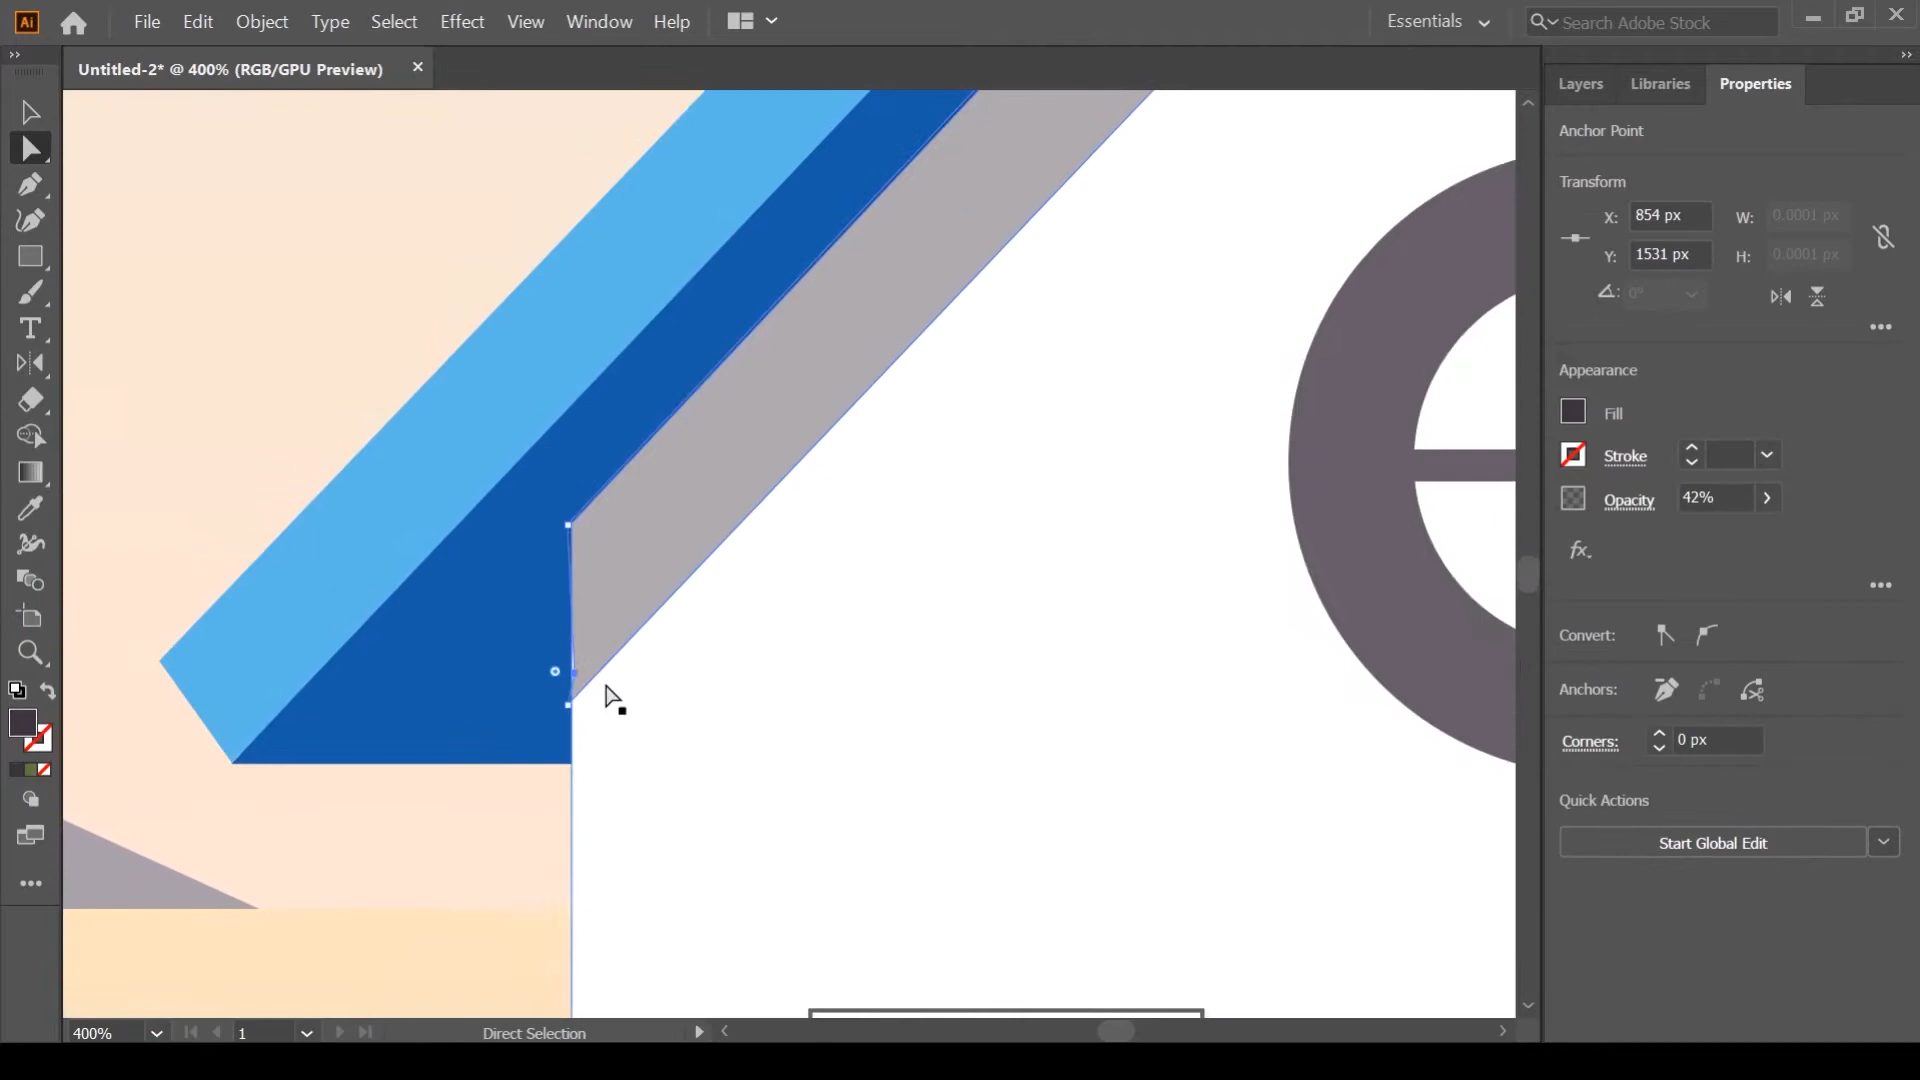 Ai File Edit Object Type Select Effect View Window Help Essentials Search Adobe Stock
Untitled-2* @ 400% (RGB/GPU Preview)
Layers Libraries Properties
Anchor Point
Transform
X: 854 px W: 0.0001 px
Y: 1531 px H: 0.0001 px
0°
Appearance
Fill
Stroke
Opacity 42%
fx
Convert:
Anchors:
Corners: 0 px
Quick Actions
Start Global Edit
400% 1 Direct Selection